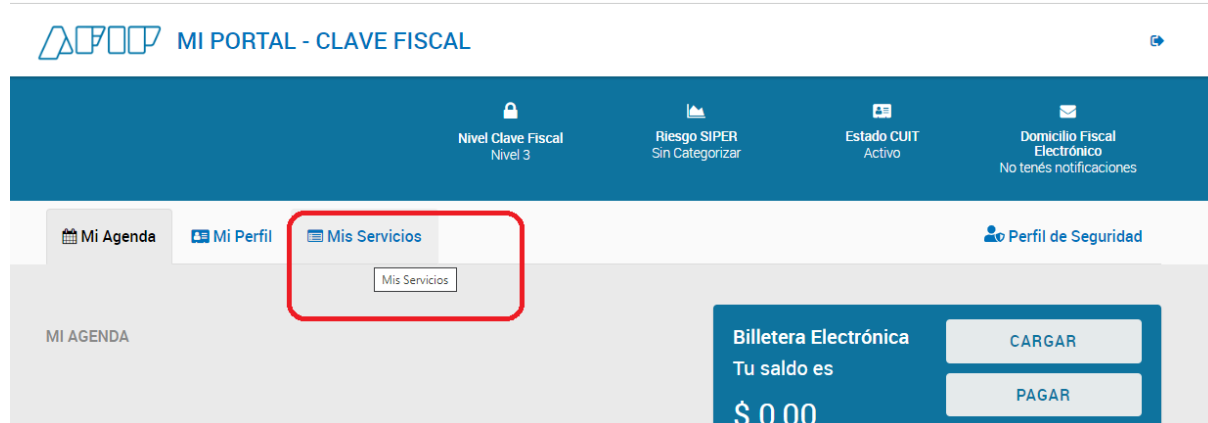 AFIP MI PORTAL - CLAVE FISCAL
Nivel Clave Fiscal
Nivel 3
Riesgo SIPER
Sin Categorizar
Estado CUIT
Activo
Domicilio Fiscal
Electrónico
No tenés notificaciones
Mi Agenda
Mi Perfil
Mis Servicios
Perfil de Seguridad
Mis Servicios
MI AGENDA
Billetera Electrónica
Tu saldo es
$ 0,00
CARGAR
PAGAR